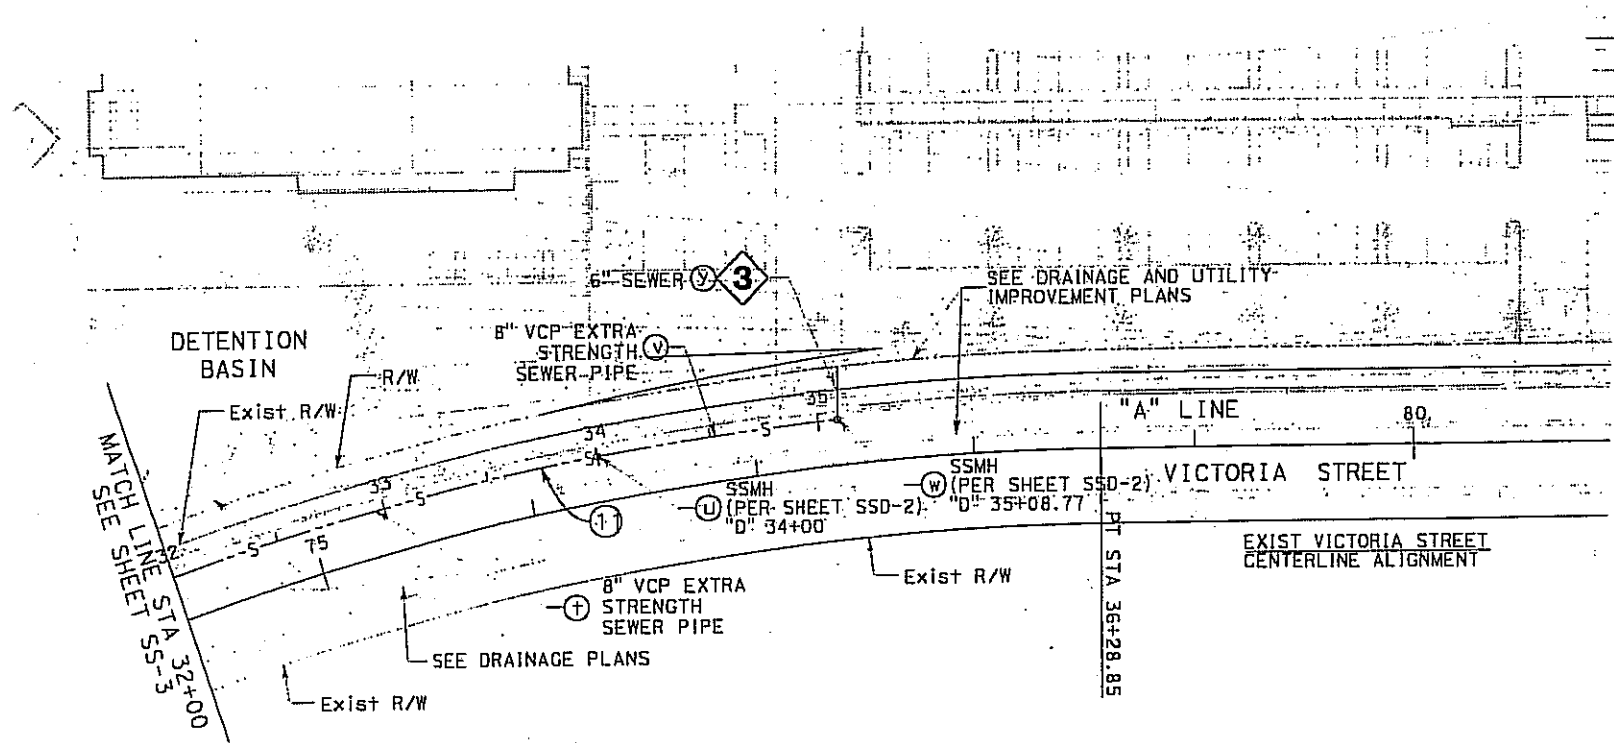 6" SEWER y 3
SEE DRAINAGE AND UTILITY
IMPROVEMENT PLANS
8" VCP EXTRA
STRENGTH v
SEWER PIPE
DETENTION
BASIN
R/W
Exist R/W
35
"A" LINE
80
34
VICTORIA STREET
S
F
SSMH
w (PER SHEET SSD-2)
"D" 35+08.77
SSMH
u (PER SHEET SSD-2)
"D" 34+00
33
S
S
11
75
32
S
MATCH LINE STA 32+00
SEE SHEET SS-3
PT STA 36+28.85
EXIST VICTORIA STREET
CENTERLINE ALIGNMENT
Exist R/W
8" VCP EXTRA
t STRENGTH
SEWER PIPE
SEE DRAINAGE PLANS
Exist R/W